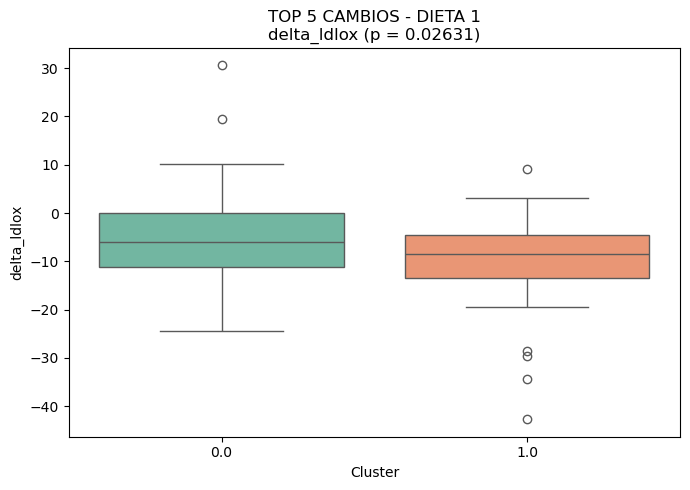 TOP 5 CAMBIOS - DIETA 1
delta_ldlox (p = 0.02631)
delta_ldlox
30
20
10
0
−10
−20
−30
−40
0.0
1.0
Cluster